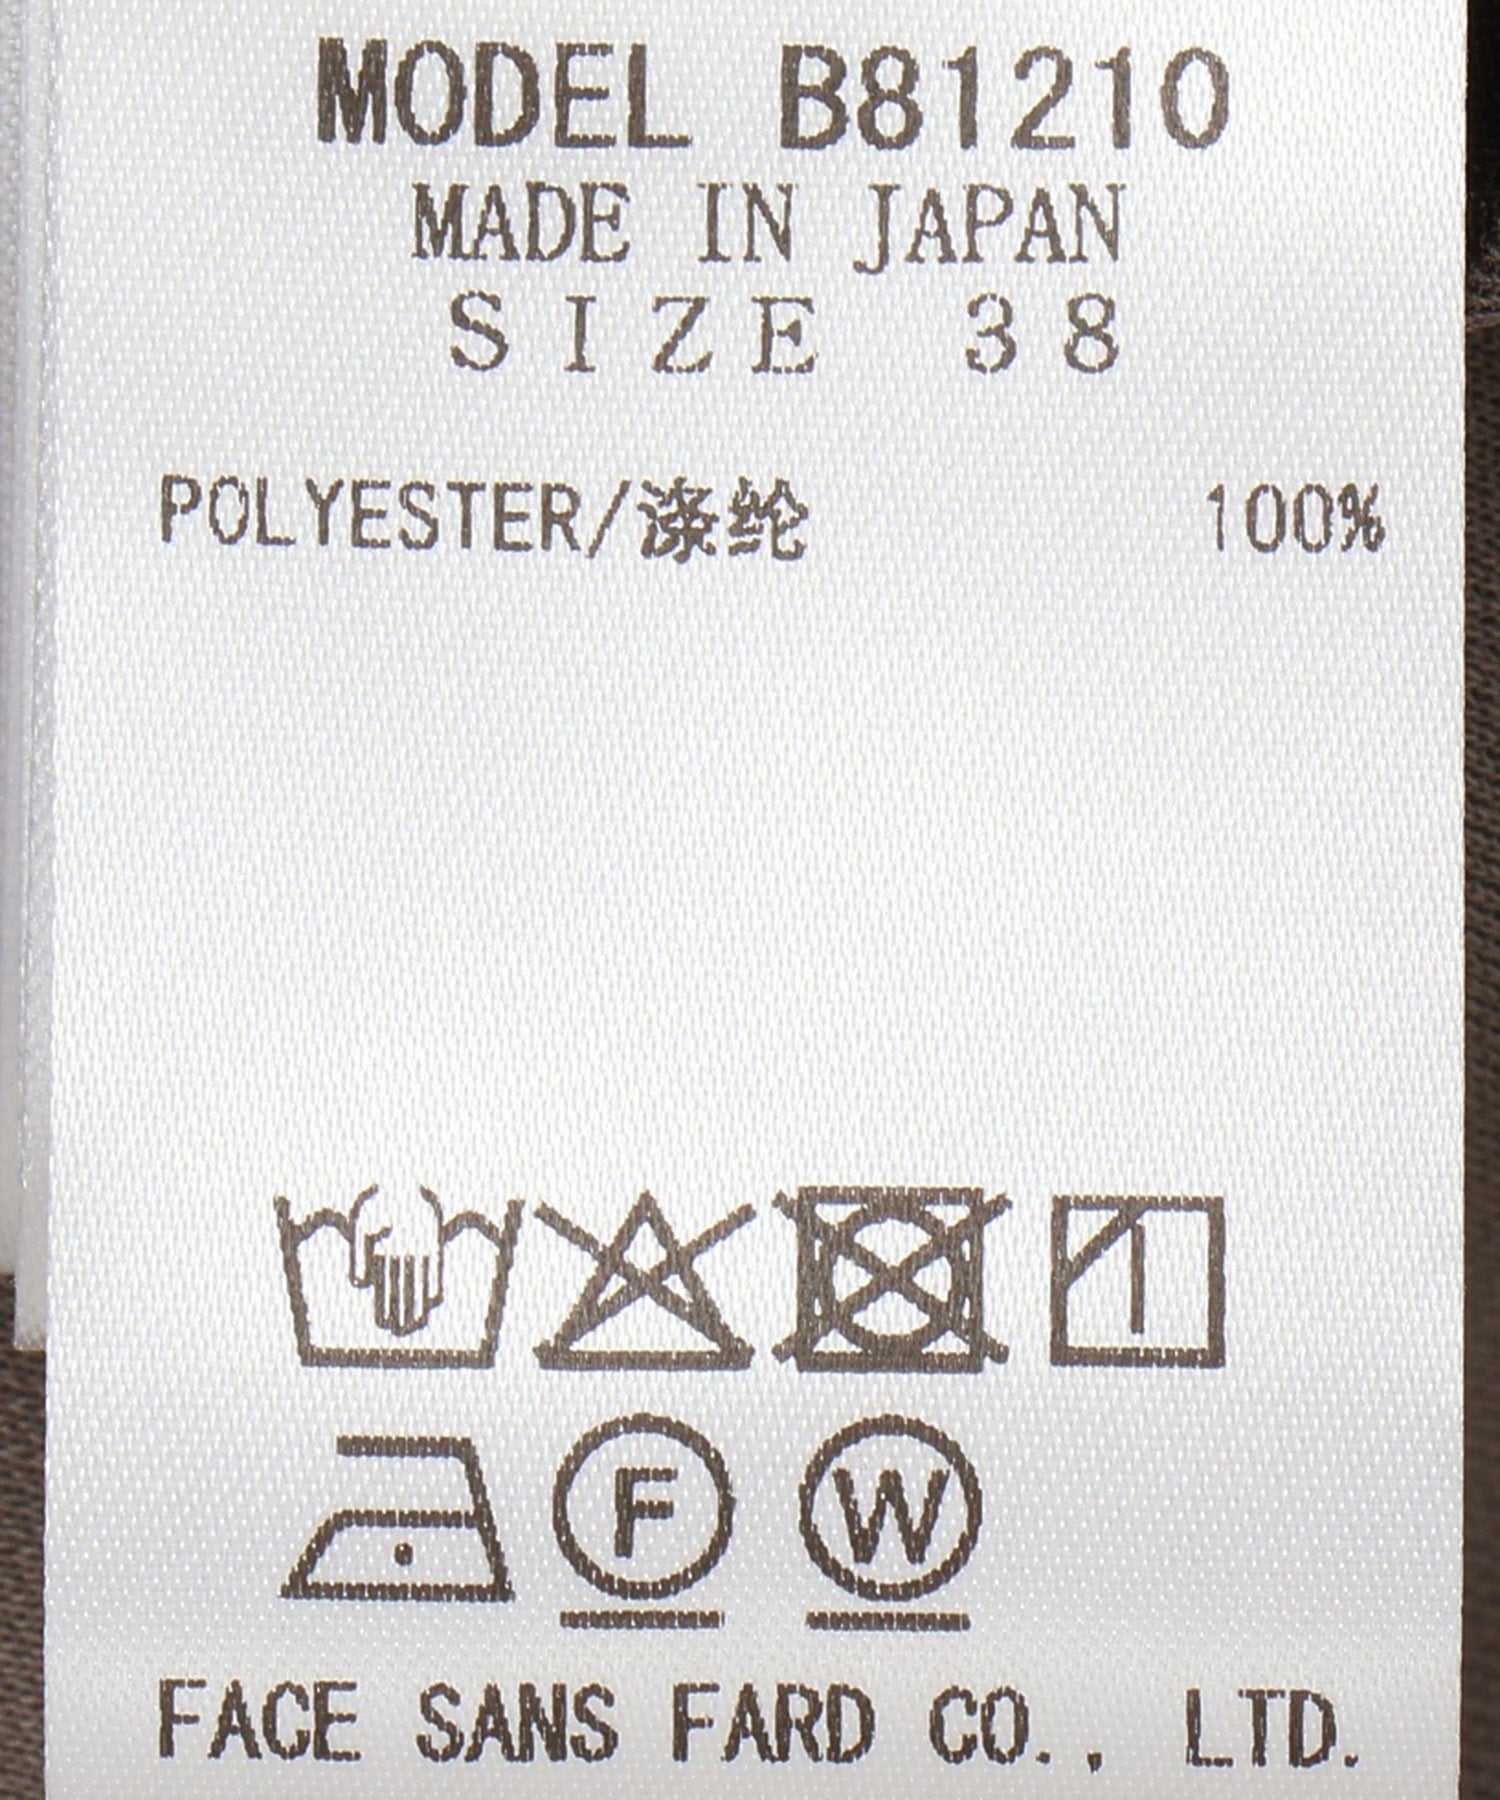 MODEL B81210
MADE IN JAPAN
SIZE 38
POLYESTER/涤纶 100%
F W
FACE SANS FARD CO., LTD.